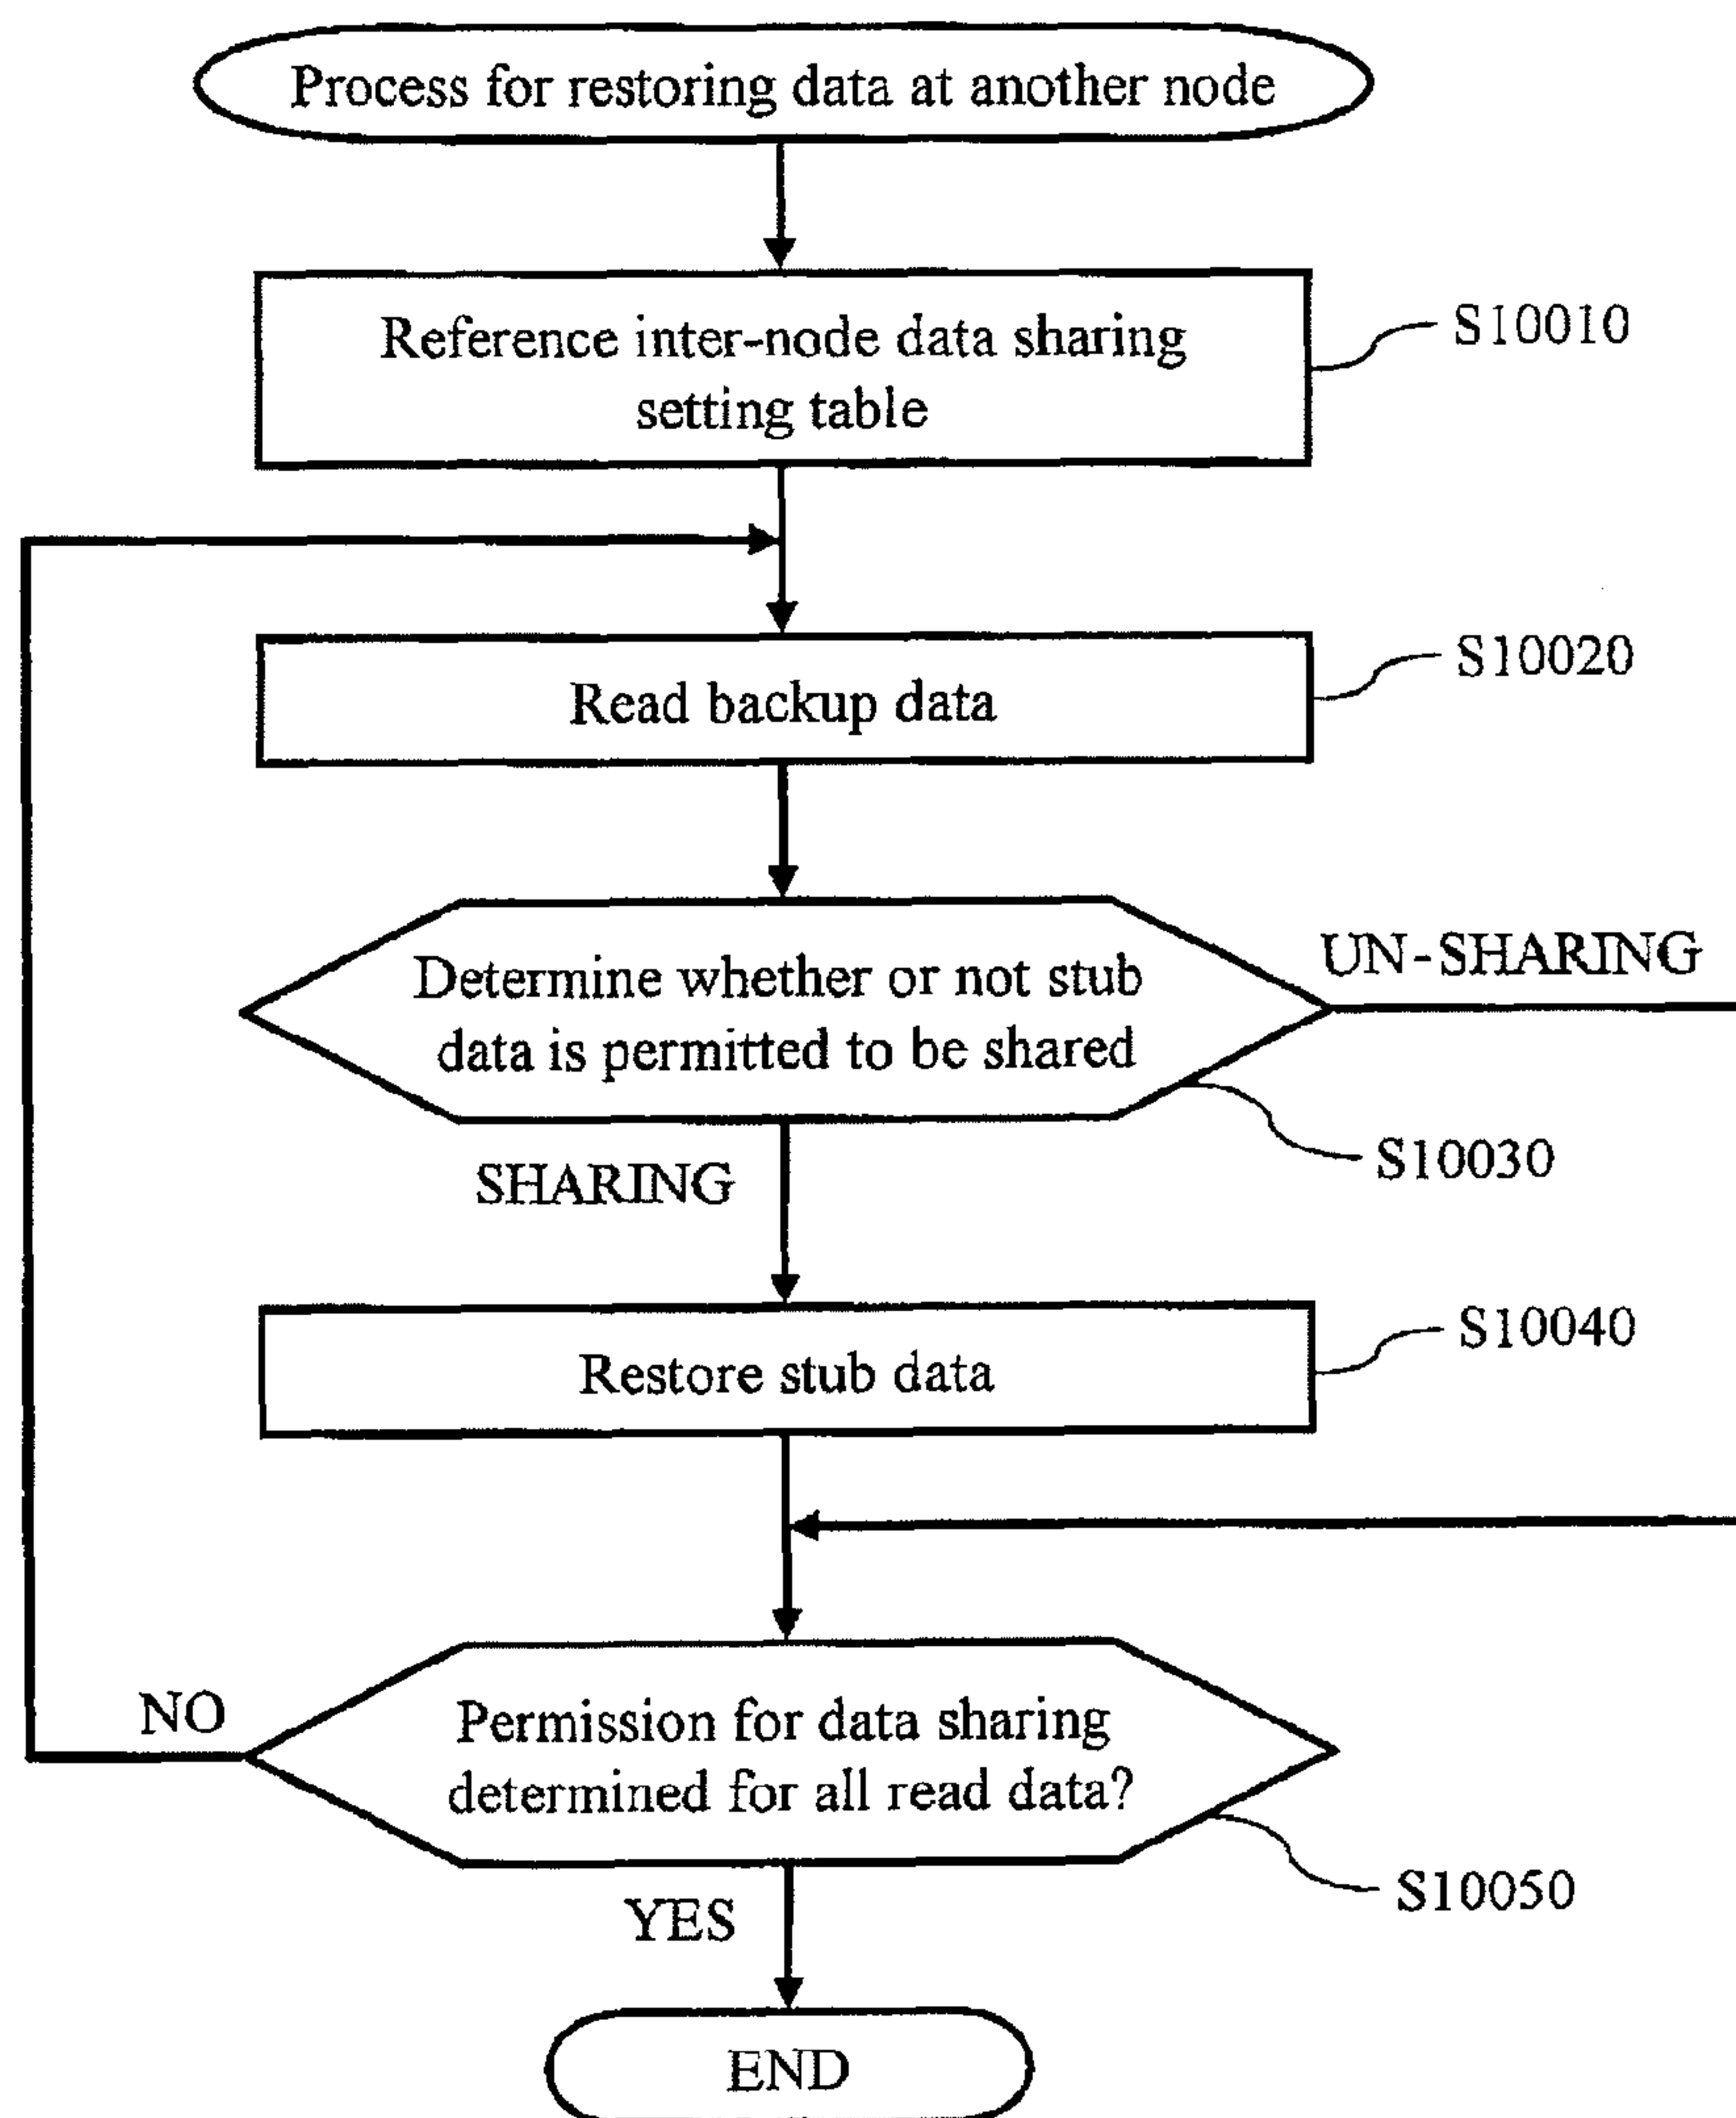 Process for restoring data at another node
Reference inter-node data sharing
setting table
S10010
Read backup data
S10020
Determine whether or not stub
data is permitted to be shared
UN-SHARING
S10030
SHARING
Restore stub data
S10040
NO
Permission for data sharing
determined for all read data?
S10050
YES
END